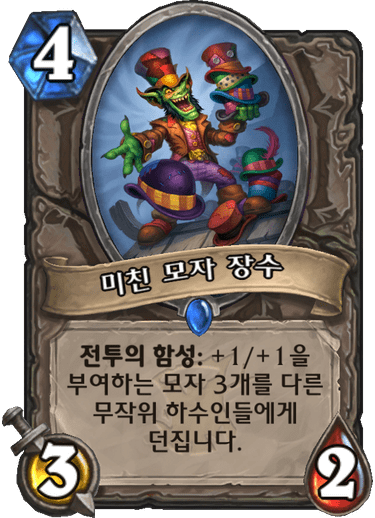 4
미친 모자 장수
전투의 함성: +1/+1을
부여하는 모자 3개를 다른
무작위 하수인들에게
던집니다.
3
2